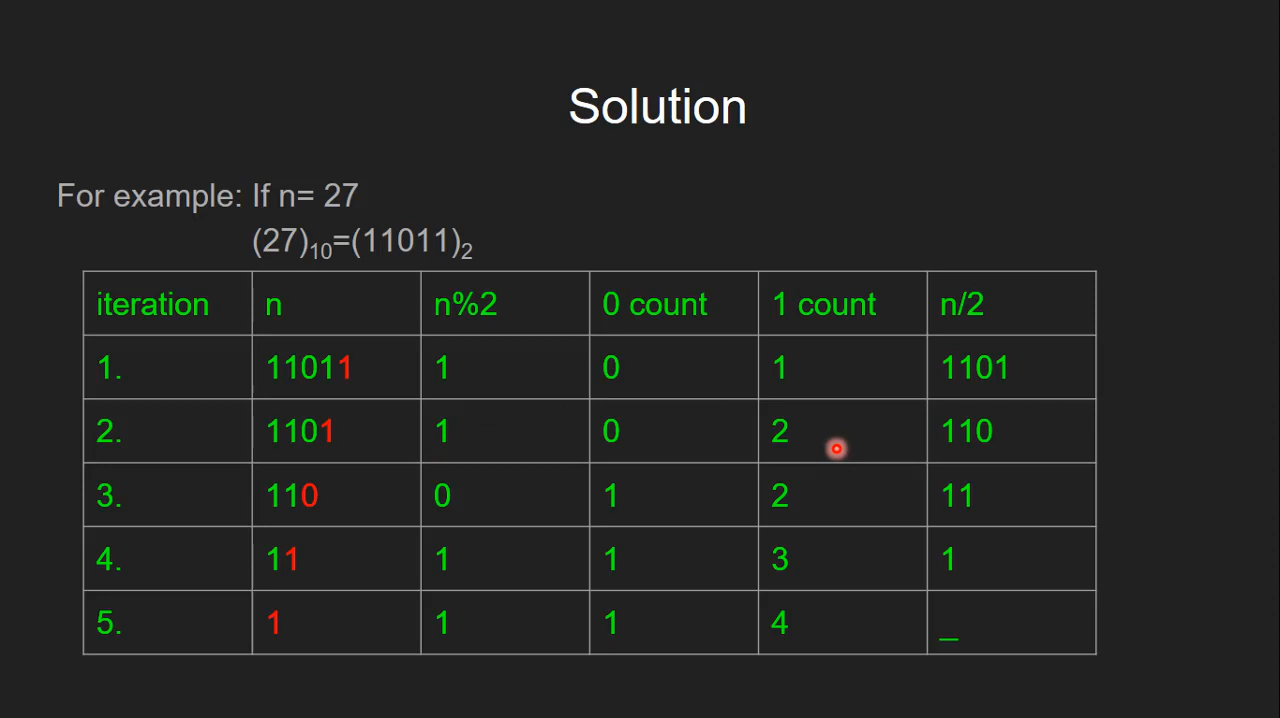 Solution
For example: If n= 27
(27)₁₀=(11011)₂
iteration n n%2 0 count 1 count n/2
1. 11011 1 0 1 1101
2. 1101 1 0 2 110
3. 110 0 1 2 11
4. 11 1 1 3 1
5. 1 1 1 4 _